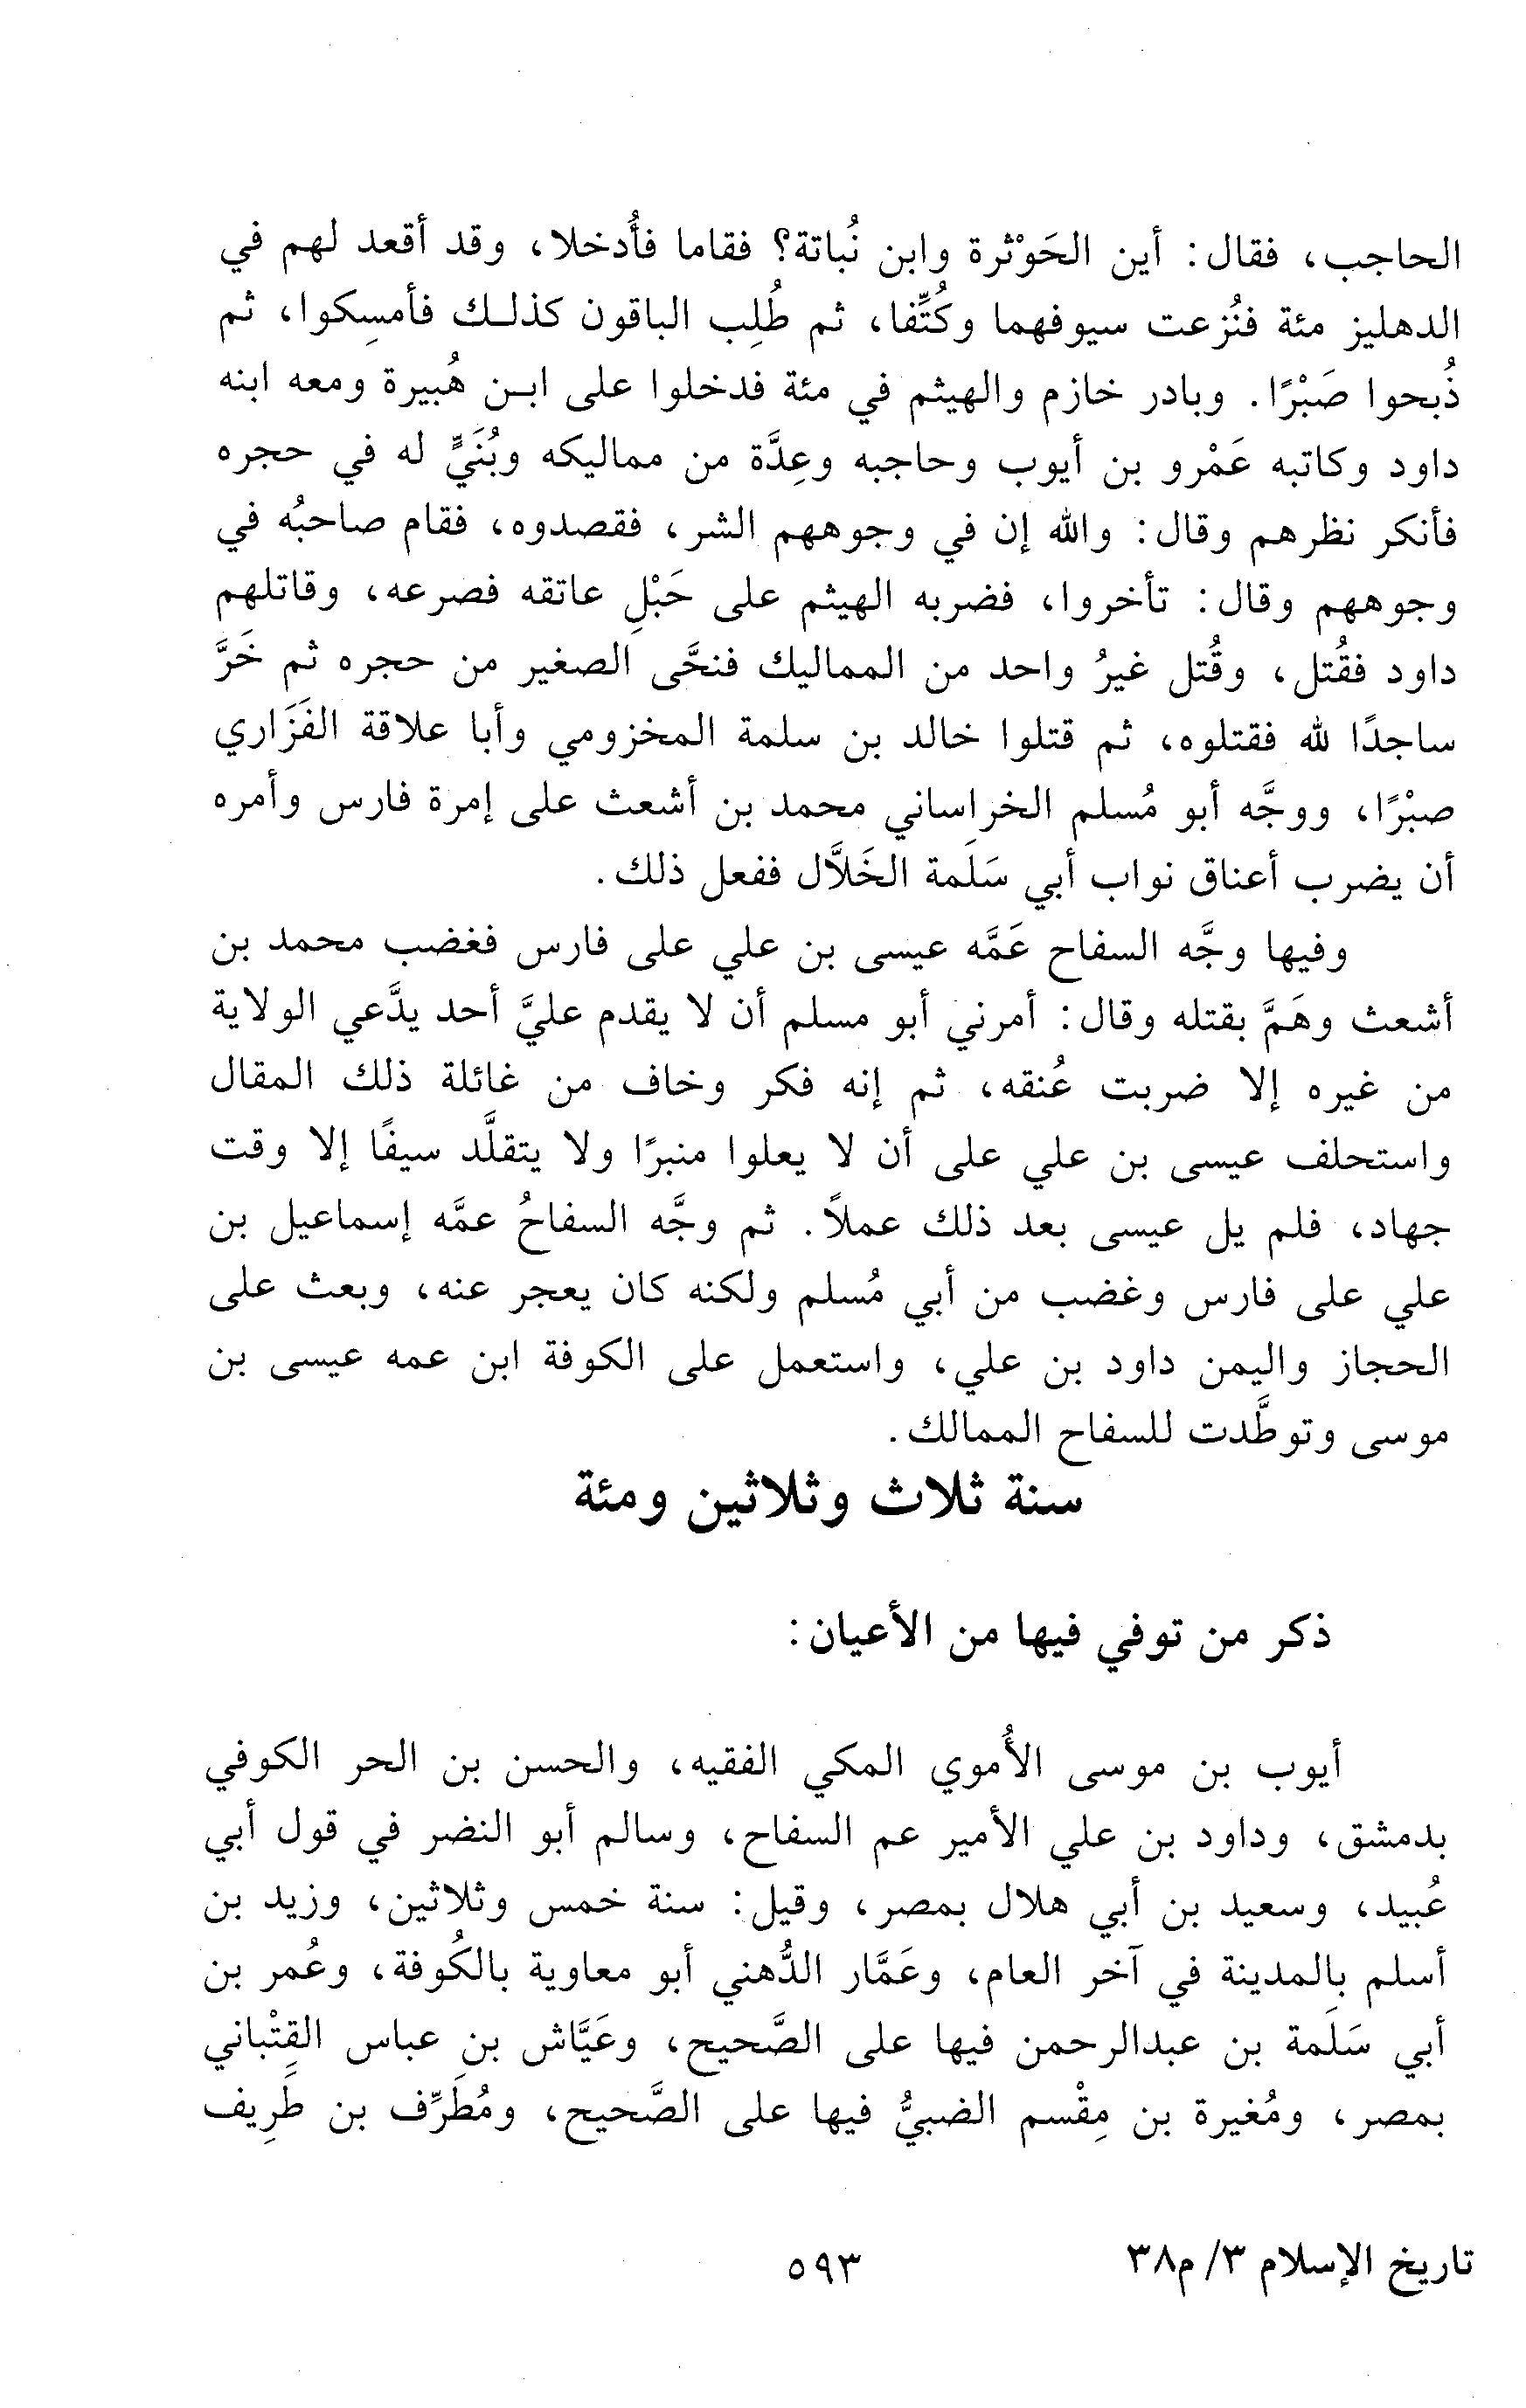 الحاجب، فقال: أين الحَوْثرة وابن نُباتة؟ فقاما فأُدخلا، وقد أقعد لهم في
الدهليز مئة فنُزعت سيوفهما وكُتِّفا، ثم طُلِب الباقون كذلك فأمسِكوا، ثم
ذُبحوا صَبْرًا. وبادر خازم والهيثم في مئة فدخلوا على ابن هُبيرة ومعه ابنه
داود وكاتبه عَمْرو بن أيوب وحاجبه وعِدَّة من مماليكه وبُنَيٌّ له في حجره
فأنكر نظرهم وقال: والله إن في وجوههم الشر، فقصدوه، فقام صاحبُه في
وجوههم وقال: تأخروا، فضربه الهيثم على حَبْلِ عاتقه فصرعه، وقاتلهم
داود فقُتل، وقُتل غيرُ واحد من المماليك فنحَّى الصغير من حجره ثم خَرَّ
ساجدًا لله فقتلوه، ثم قتلوا خالد بن سلمة المخزومي وأبا علاقة الفَزَاري
صبْرًا، ووجَّه أبو مُسلم الخراساني محمد بن أشعث على إمرة فارس وأمره
أن يضرب أعناق نواب أبي سَلَمة الخَلاَّل ففعل ذلك.
وفيها وجَّه السفاح عَمَّه عيسى بن علي على فارس فغضب محمد بن
أشعث وهَمَّ بقتله وقال: أمرني أبو مسلم أن لا يقدم عليَّ أحد يدَّعي الولاية
من غيره إلا ضربت عُنقه، ثم إنه فكر وخاف من غائلة ذلك المقال
واستحلف عيسى بن علي على أن لا يعلوا منبرًا ولا يتقلَّد سيفًا إلا وقت
جهاد، فلم يل عيسى بعد ذلك عملاً. ثم وجَّه السفاحُ عمَّه إسماعيل بن
علي على فارس وغضب من أبي مُسلم ولكنه كان يعجر عنه، وبعث على
الحجاز واليمن داود بن علي، واستعمل على الكوفة ابن عمه عيسى بن
موسى وتوطَّدت للسفاح الممالك.
سنة ثلاث وثلاثين ومئة
ذكر من توفي فيها من الأعيان:
أيوب بن موسى الأُموي المكي الفقيه، والحسن بن الحر الكوفي
بدمشق، وداود بن علي الأمير عم السفاح، وسالم أبو النضر في قول أبي
عُبيد، وسعيد بن أبي هلال بمصر، وقيل: سنة خمس وثلاثين، وزيد بن
أسلم بالمدينة في آخر العام، وعَمَّار الدُّهني أبو معاوية بالكُوفة، وعُمر بن
أبي سَلَمة بن عبدالرحمن فيها على الصَّحيح، وعَيَّاش بن عباس القِتْباني
بمصر، ومُغيرة بن مِقْسم الضبيُّ فيها على الصَّحيح، ومُطَرِّف بن طَرِيف
تاريخ الإسلام ٣/ م٣٨
٥٩٣